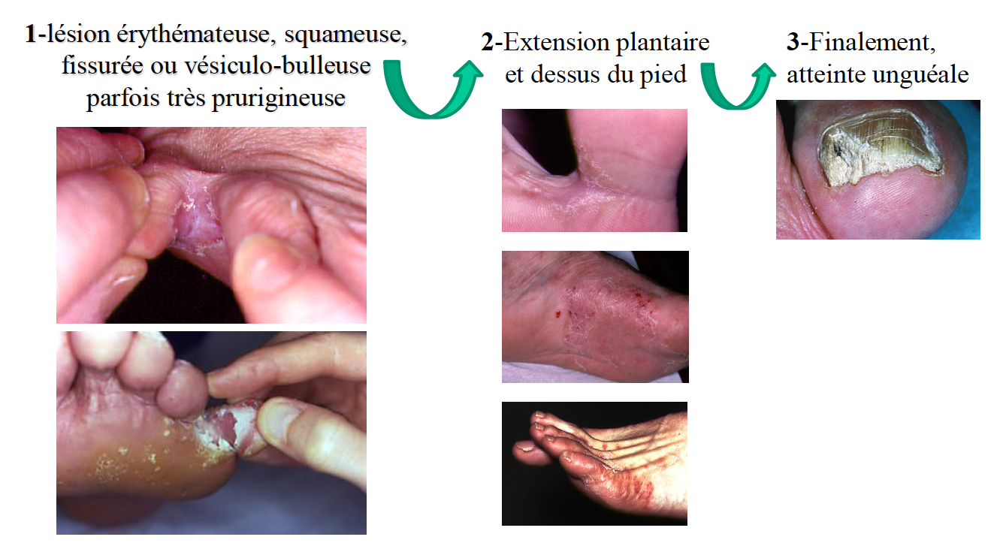 1-lésion érythémateuse, squameuse,
fissurée ou vésiculo-bulleuse
parfois très prurigineuse
2-Extension plantaire
et dessus du pied
3-Finalement,
atteinte unguéale